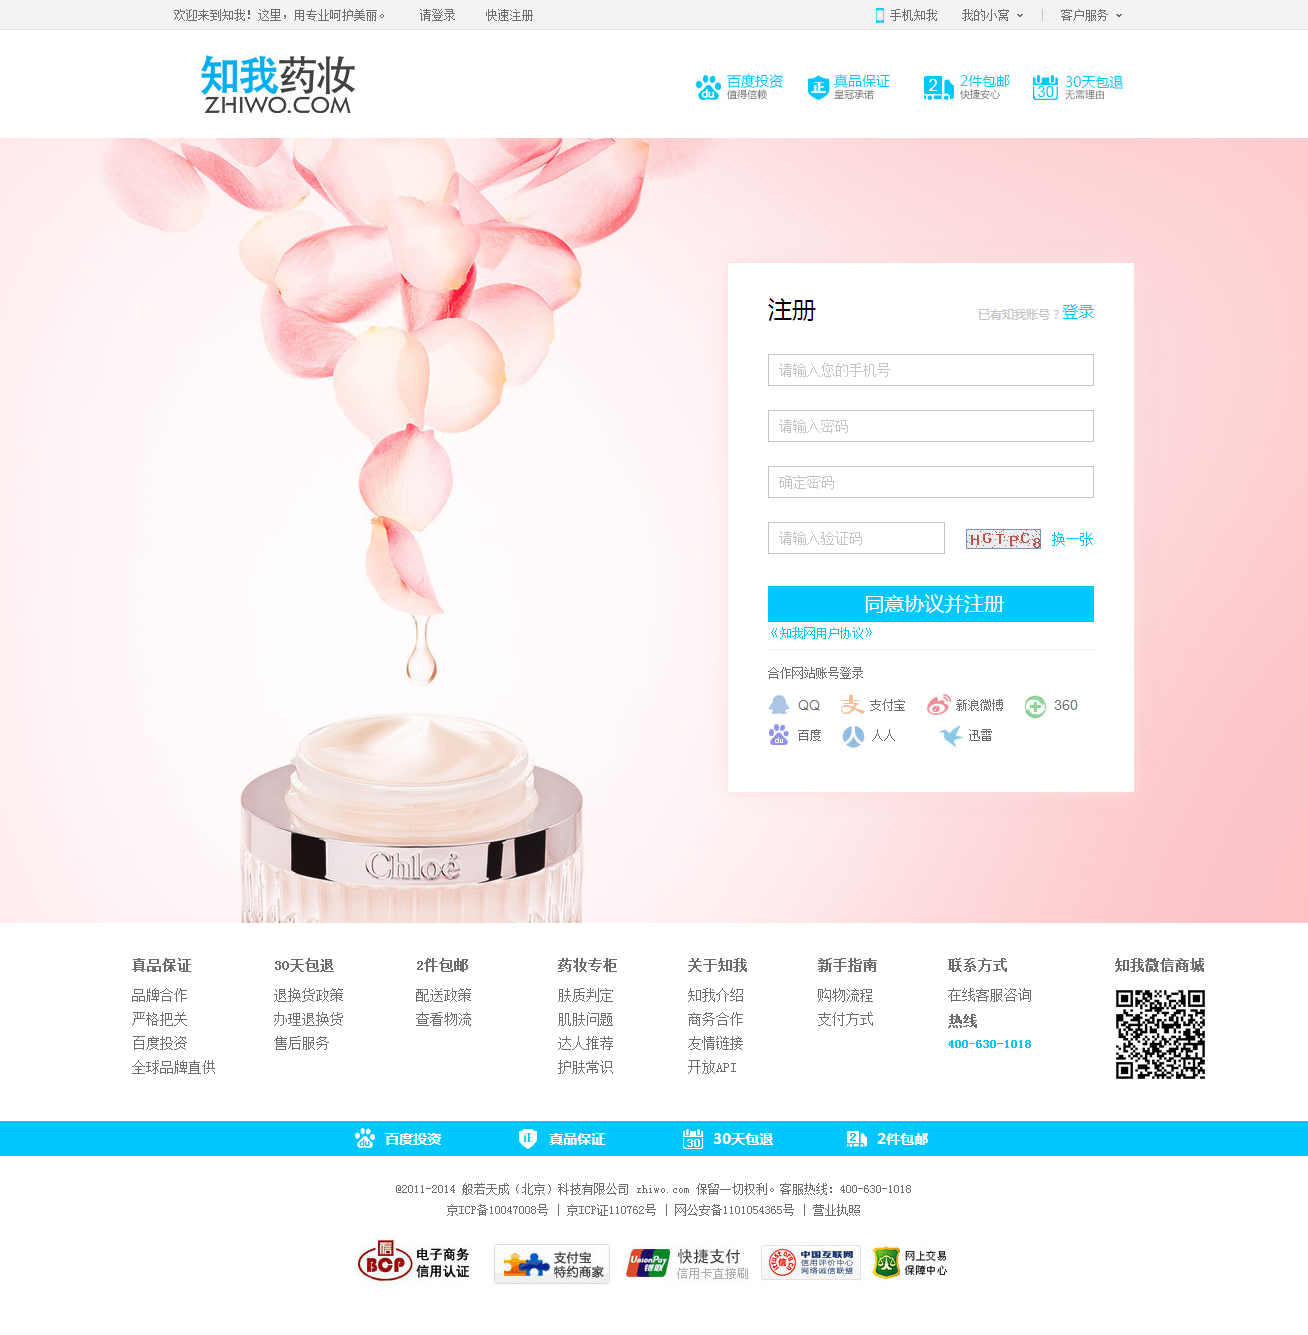 欢迎来到知我！这里，用专业呵护美丽。 请登录 快速注册 手机知我 我的小窝 客户服务
知我药妆
ZHIWO.COM
百度投资 真品保证 2件包邮 30天包退
值得信赖 皇冠承诺 快捷安心 无需理由
注册 已有知我账号？登录
请输入您的手机号
请输入密码
确定密码
请输入验证码 HGTPC8 换一张
同意协议并注册
《知我网用户协议》
合作网站账号登录
QQ 支付宝 新浪微博 360
百度 人人 迅雷
Chloé
真品保证 30天包退 2件包邮 药妆专柜 关于知我 新手指南 联系方式 知我微信商城
品牌合作 退换货政策 配送政策 肤质判定 知我介绍 购物流程 在线客服咨询
严格把关 办理退换货 查看物流 肌肤问题 商务合作 支付方式 热线
百度投资 售后服务 达人推荐 友情链接 400-630-1018
全球品牌直供 护肤常识 开放API
百度投资 真品保证 30天包退 2件包邮
@2011-2014 般若天成（北京）科技有限公司 zhiwo.com 保留一切权利。客服热线：400-630-1018
京ICP备10047008号 | 京ICP证110762号 | 网公安备1101054365号 | 营业执照
BCP 电子商务 信用认证
支付宝 特约商家
UnionPay 银联 快捷支付 信用卡直接刷
中国互联网 信用评价中心 网络诚信联盟
网上交易 保障中心